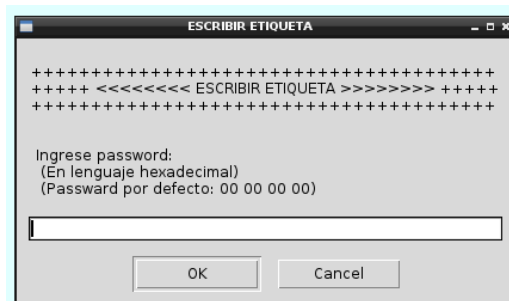 ESCRIBIR ETIQUETA
+++++++++++++++++++++++++++++++++++++++
+++++ <<<<<<<< ESCRIBIR ETIQUETA >>>>>>>> +++++
+++++++++++++++++++++++++++++++++++++++
Ingrese password:
(En lenguaje hexadecimal)
(Passward por defecto: 00 00 00 00)
OK Cancel